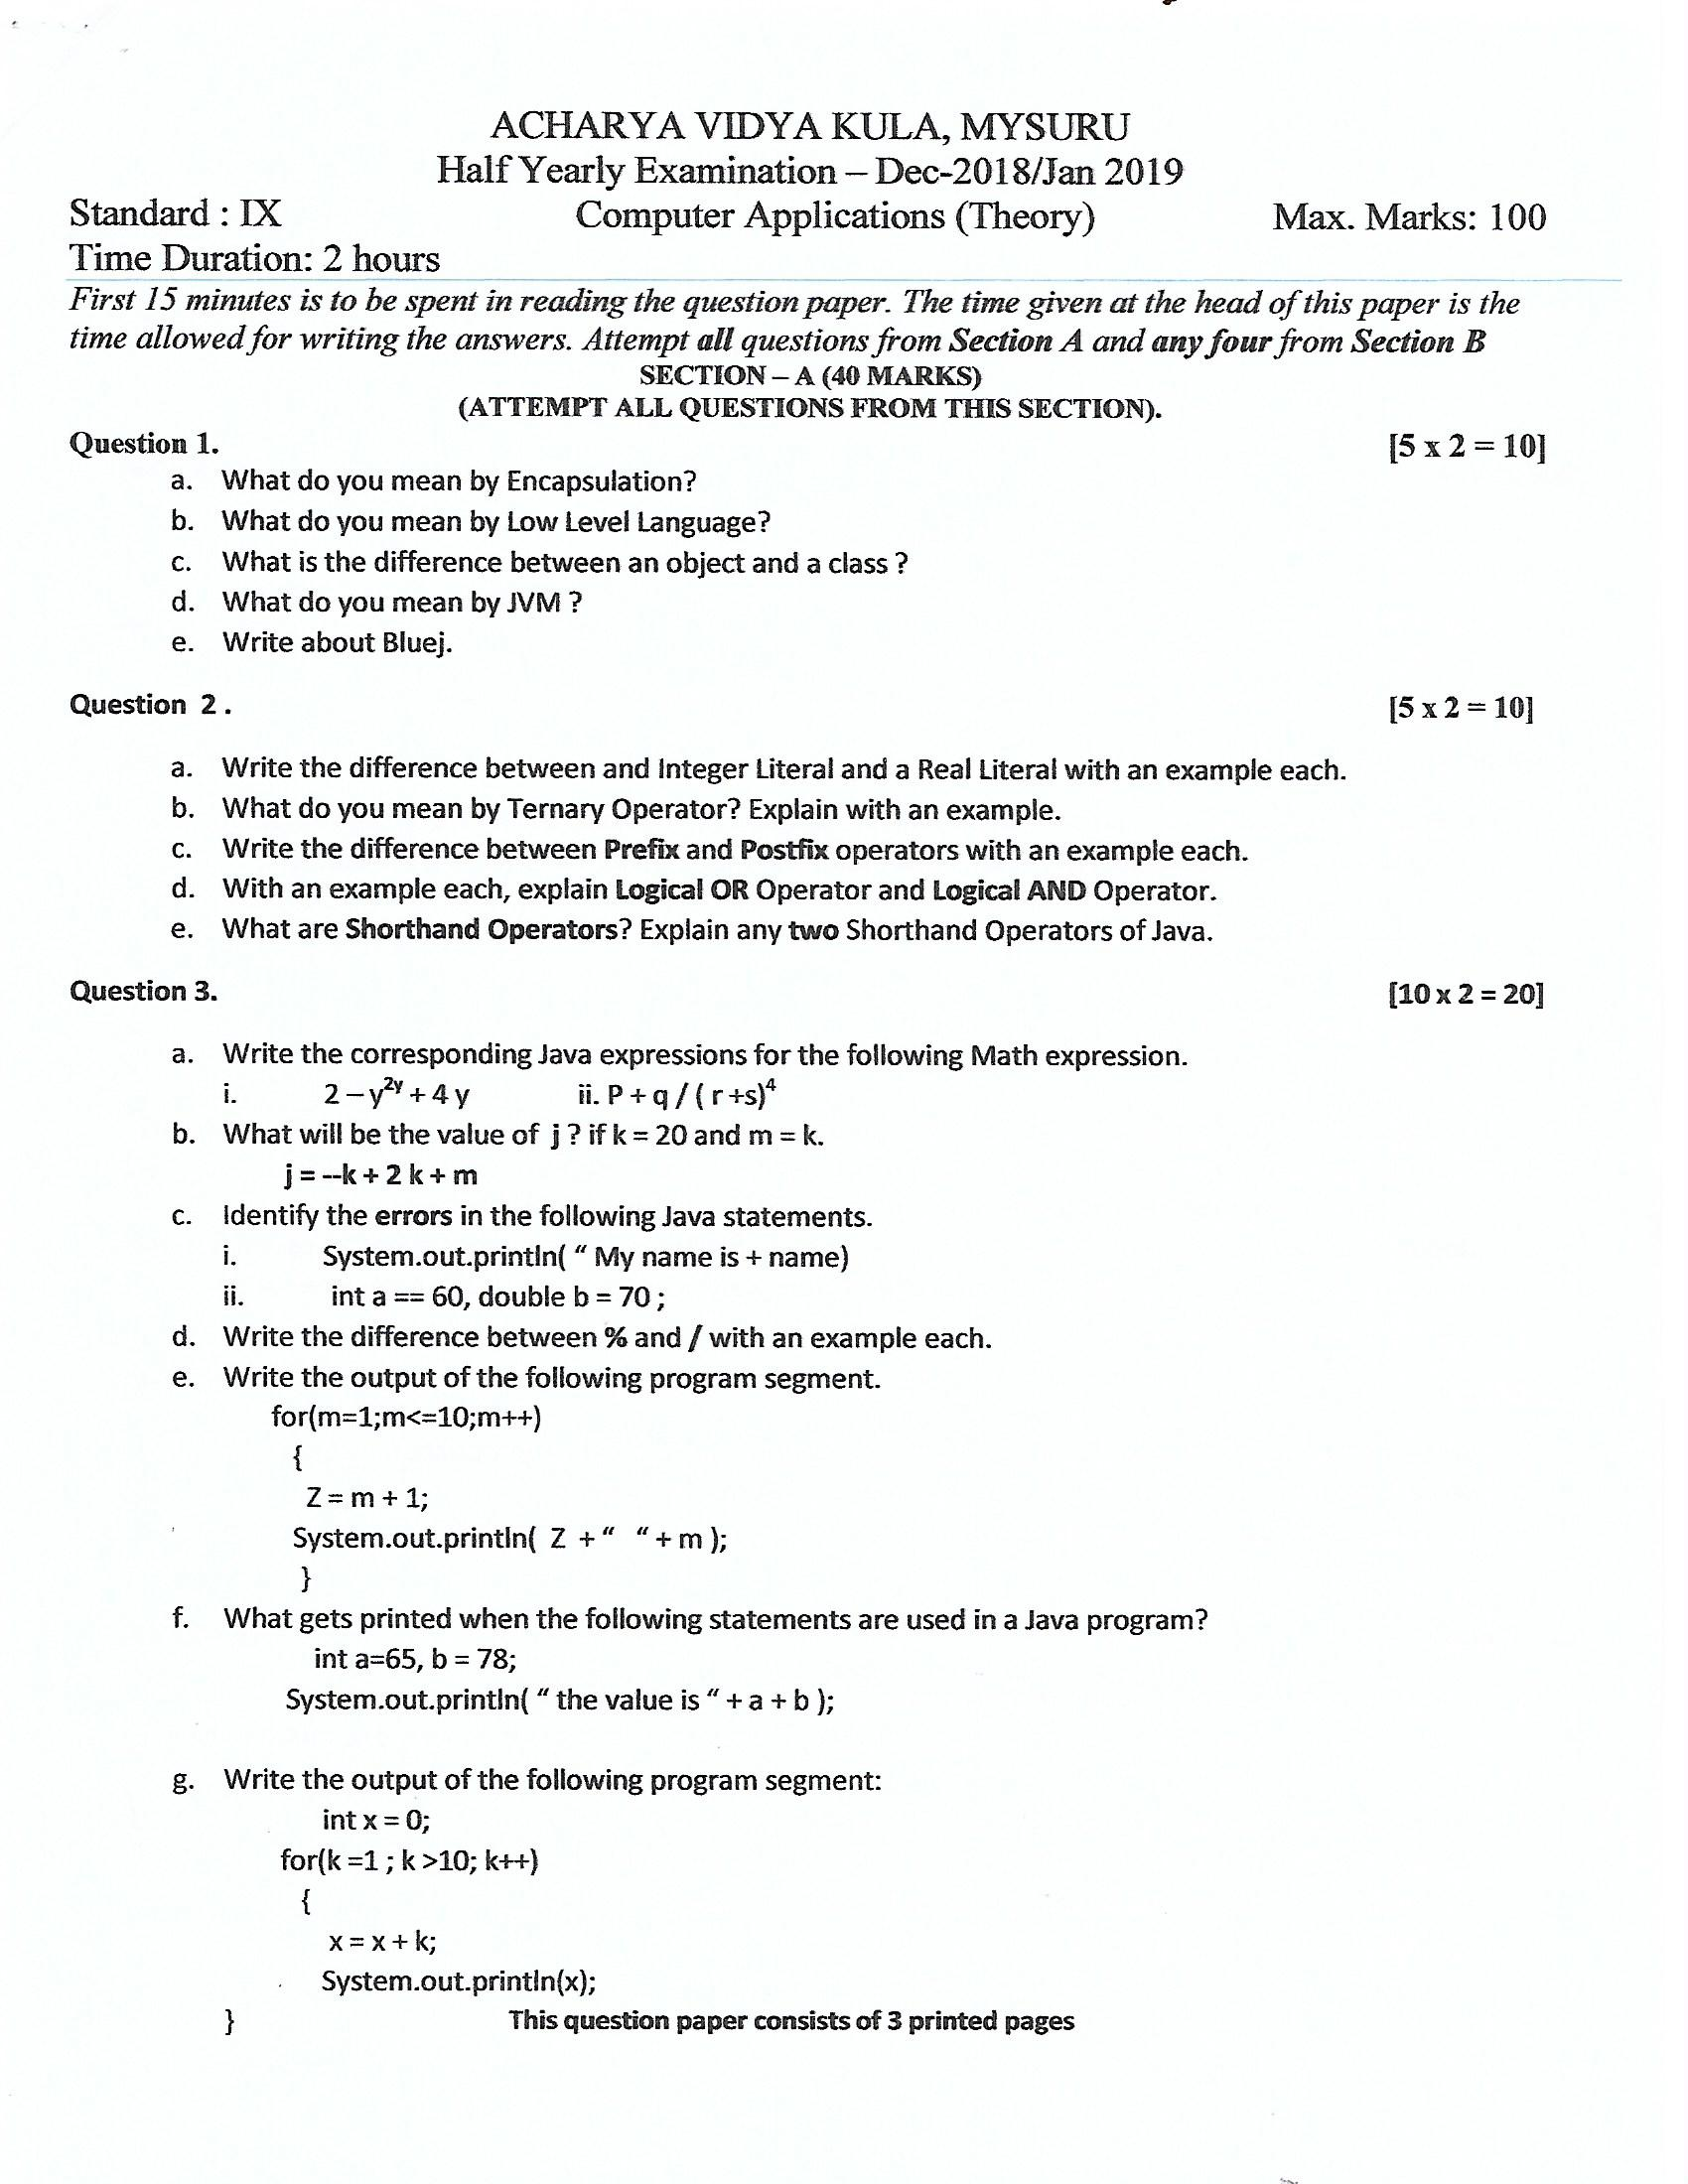 ACHARYA VIDYA KULA, MYSURU
Half Yearly Examination – Dec-2018/Jan 2019
Standard : IX Computer Applications (Theory) Max. Marks: 100
Time Duration: 2 hours
First 15 minutes is to be spent in reading the question paper. The time given at the head of this paper is the
time allowed for writing the answers. Attempt all questions from Section A and any four from Section B
SECTION – A (40 MARKS)
(ATTEMPT ALL QUESTIONS FROM THIS SECTION).
Question 1. [5 x 2 = 10]
a. What do you mean by Encapsulation?
b. What do you mean by Low Level Language?
c. What is the difference between an object and a class ?
d. What do you mean by JVM ?
e. Write about Bluej.
Question 2 . [5 x 2 = 10]
a. Write the difference between and Integer Literal and a Real Literal with an example each.
b. What do you mean by Ternary Operator? Explain with an example.
c. Write the difference between Prefix and Postfix operators with an example each.
d. With an example each, explain Logical OR Operator and Logical AND Operator.
e. What are Shorthand Operators? Explain any two Shorthand Operators of Java.
Question 3. [10 x 2 = 20]
a. Write the corresponding Java expressions for the following Math expression.
i. 2 – y²ʸ + 4 y ii. P + q / ( r +s)⁴
b. What will be the value of j ? if k = 20 and m = k.
j = --k + 2 k + m
c. Identify the errors in the following Java statements.
i. System.out.println( “ My name is + name)
ii. int a == 60, double b = 70 ;
d. Write the difference between % and / with an example each.
e. Write the output of the following program segment.
for(m=1;m<=10;m++)
{
Z = m + 1;
System.out.println( Z + “ “ + m );
}
f. What gets printed when the following statements are used in a Java program?
int a=65, b = 78;
System.out.println( “ the value is “ + a + b );
g. Write the output of the following program segment:
int x = 0;
for(k =1 ; k >10; k++)
{
x = x + k;
System.out.println(x);
} This question paper consists of 3 printed pages